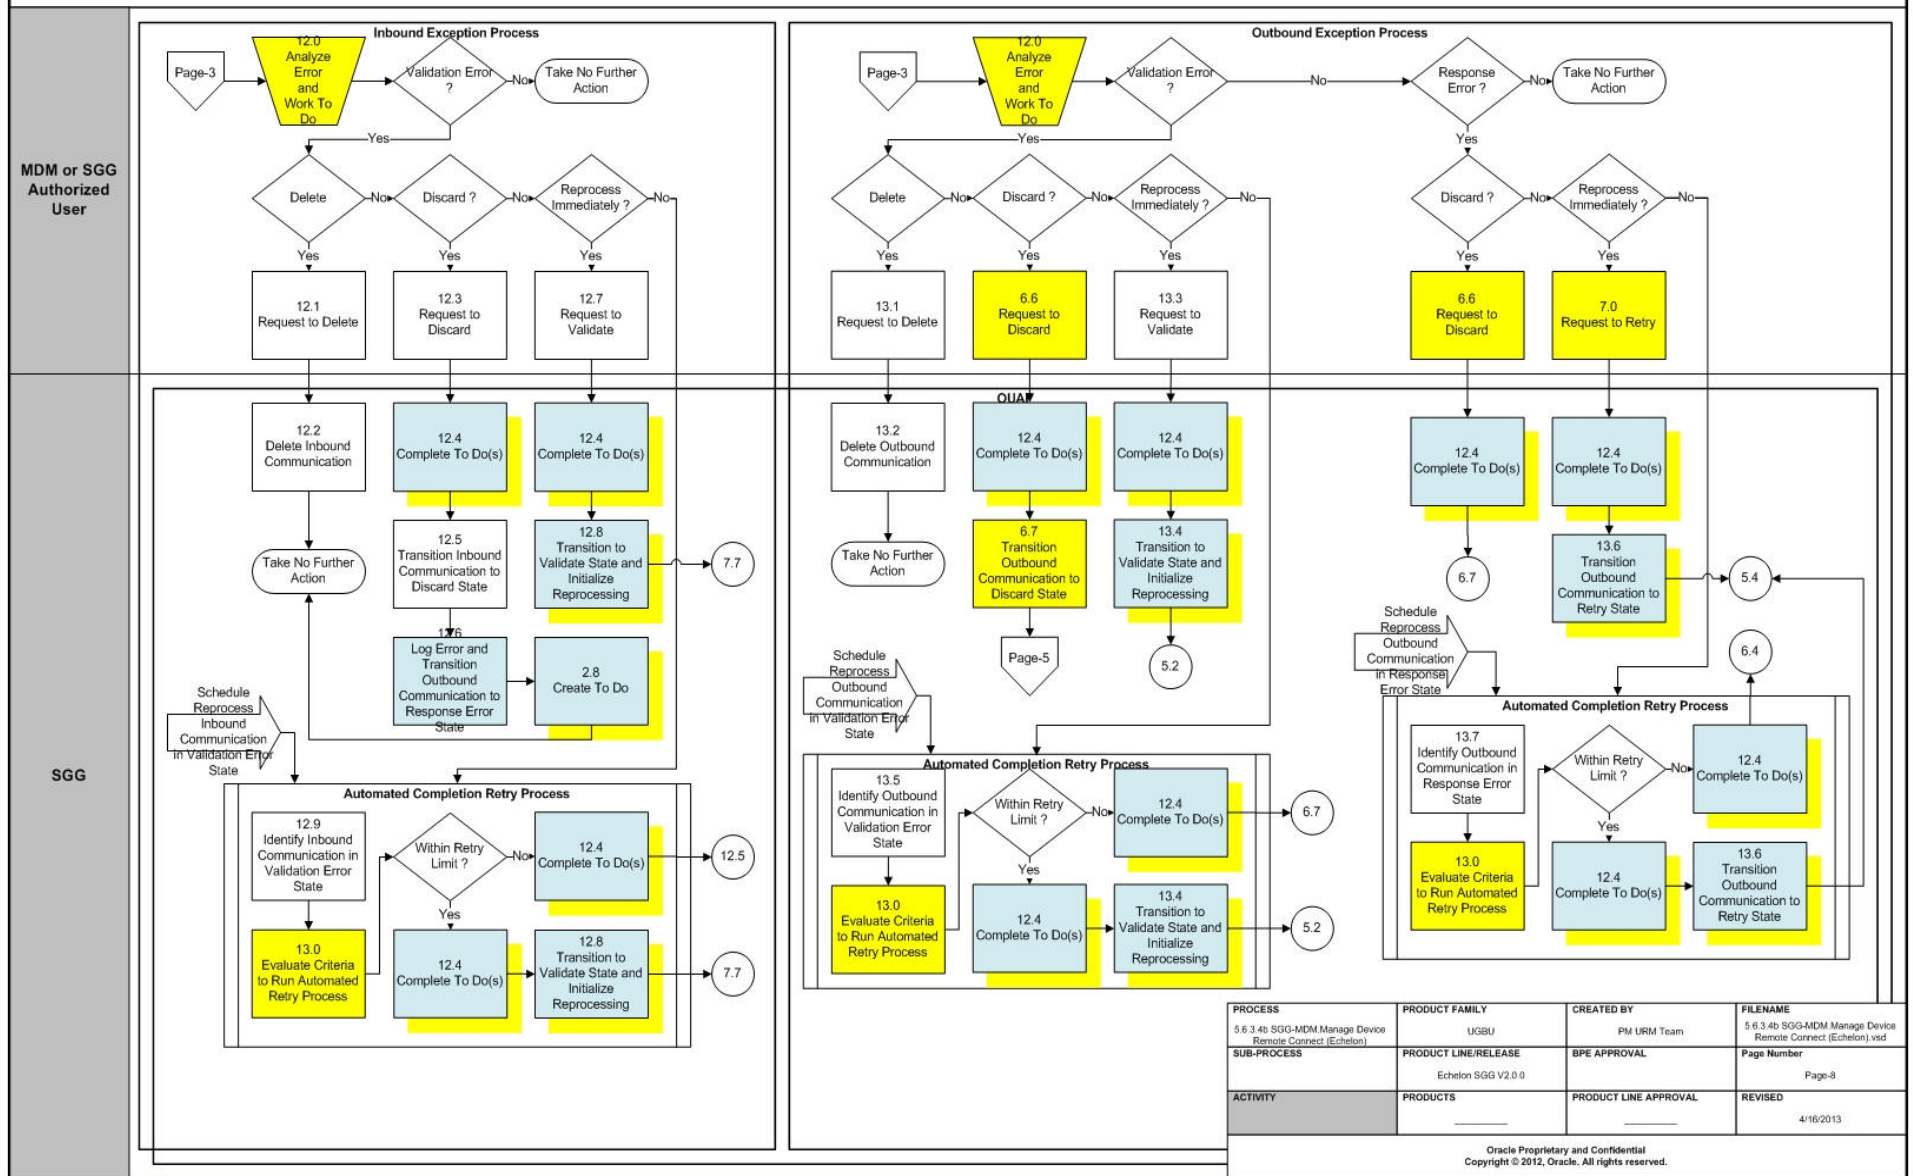 Inbound Exception Process
Page-3
12.0
Analyze
Error
and
Work To
Do
Validation Error
?
No
Take No Further
Action
Yes
Delete
No
Discard ?
No
Reprocess
Immediately ?
No
Yes
Yes
Yes
12.1
Request to Delete
12.3
Request to
Discard
12.7
Request to
Validate
Outbound Exception Process
Page-3
12.0
Analyze
Error
and
Work To
Do
Validation Error
?
No
Response
Error ?
No
Take No Further
Action
Yes
Yes
Delete
No
Discard ?
No
Reprocess
Immediately ?
No
Discard ?
No
Reprocess
Immediately ?
No
Yes
Yes
Yes
Yes
Yes
13.1
Request to Delete
6.6
Request to
Discard
13.3
Request to
Validate
6.6
Request to
Discard
7.0
Request to Retry
MDM or SGG
Authorized
User
SGG
12.2
Delete Inbound
Communication
12.4
Complete To Do(s)
12.4
Complete To Do(s)
Take No Further
Action
12.5
Transition Inbound
Communication to
Discard State
12.8
Transition to
Validate State and
Initialize
Reprocessing
7.7
12.6
Log Error and
Transition
Outbound
Communication to
Response Error
State
2.8
Create To Do
Schedule
Reprocess
Inbound
Communication
in Validation Error
State
Automated Completion Retry Process
12.9
Identify Inbound
Communication in
Validation Error
State
Within Retry
Limit ?
No
12.4
Complete To Do(s)
12.5
Yes
13.0
Evaluate Criteria
to Run Automated
Retry Process
12.4
Complete To Do(s)
12.8
Transition to
Validate State and
Initialize
Reprocessing
7.7
13.2
Delete Outbound
Communication
12.4
Complete To Do(s)
12.4
Complete To Do(s)
Take No Further
Action
6.7
Transition
Outbound
Communication to
Discard State
13.4
Transition to
Validate State and
Initialize
Reprocessing
Page-5
5.2
Schedule
Reprocess
Outbound
Communication
in Validation Error
State
Automated Completion Retry Process
13.5
Identify Outbound
Communication in
Validation Error
State
Within Retry
Limit ?
No
12.4
Complete To Do(s)
6.7
Yes
13.0
Evaluate Criteria
to Run Automated
Retry Process
12.4
Complete To Do(s)
13.4
Transition to
Validate State and
Initialize
Reprocessing
5.2
12.4
Complete To Do(s)
12.4
Complete To Do(s)
6.7
13.6
Transition
Outbound
Communication to
Retry State
5.4
Schedule
Reprocess
Outbound
Communication
in Response
Error State
6.4
Automated Completion Retry Process
13.7
Identify Outbound
Communication in
Response Error
State
Within Retry
Limit ?
No
12.4
Complete To Do(s)
Yes
13.0
Evaluate Criteria
to Run Automated
Retry Process
12.4
Complete To Do(s)
13.6
Transition
Outbound
Communication to
Retry State
PROCESS
5.6.3.4b SGG-MDM.Manage Device
Remote Connect (Echelon)
PRODUCT FAMILY
UGBU
CREATED BY
PM URM Team
FILENAME
5.6.3.4b SGG-MDM.Manage Device
Remote Connect (Echelon).vsd
SUB-PROCESS
PRODUCT LINE/RELEASE
Echelon SGG V2.0.0
BPE APPROVAL
Page Number
Page-8
ACTIVITY
PRODUCTS
PRODUCT LINE APPROVAL
REVISED
4/16/2013
Oracle Proprietary and Confidential
Copyright © 2012, Oracle. All rights reserved.